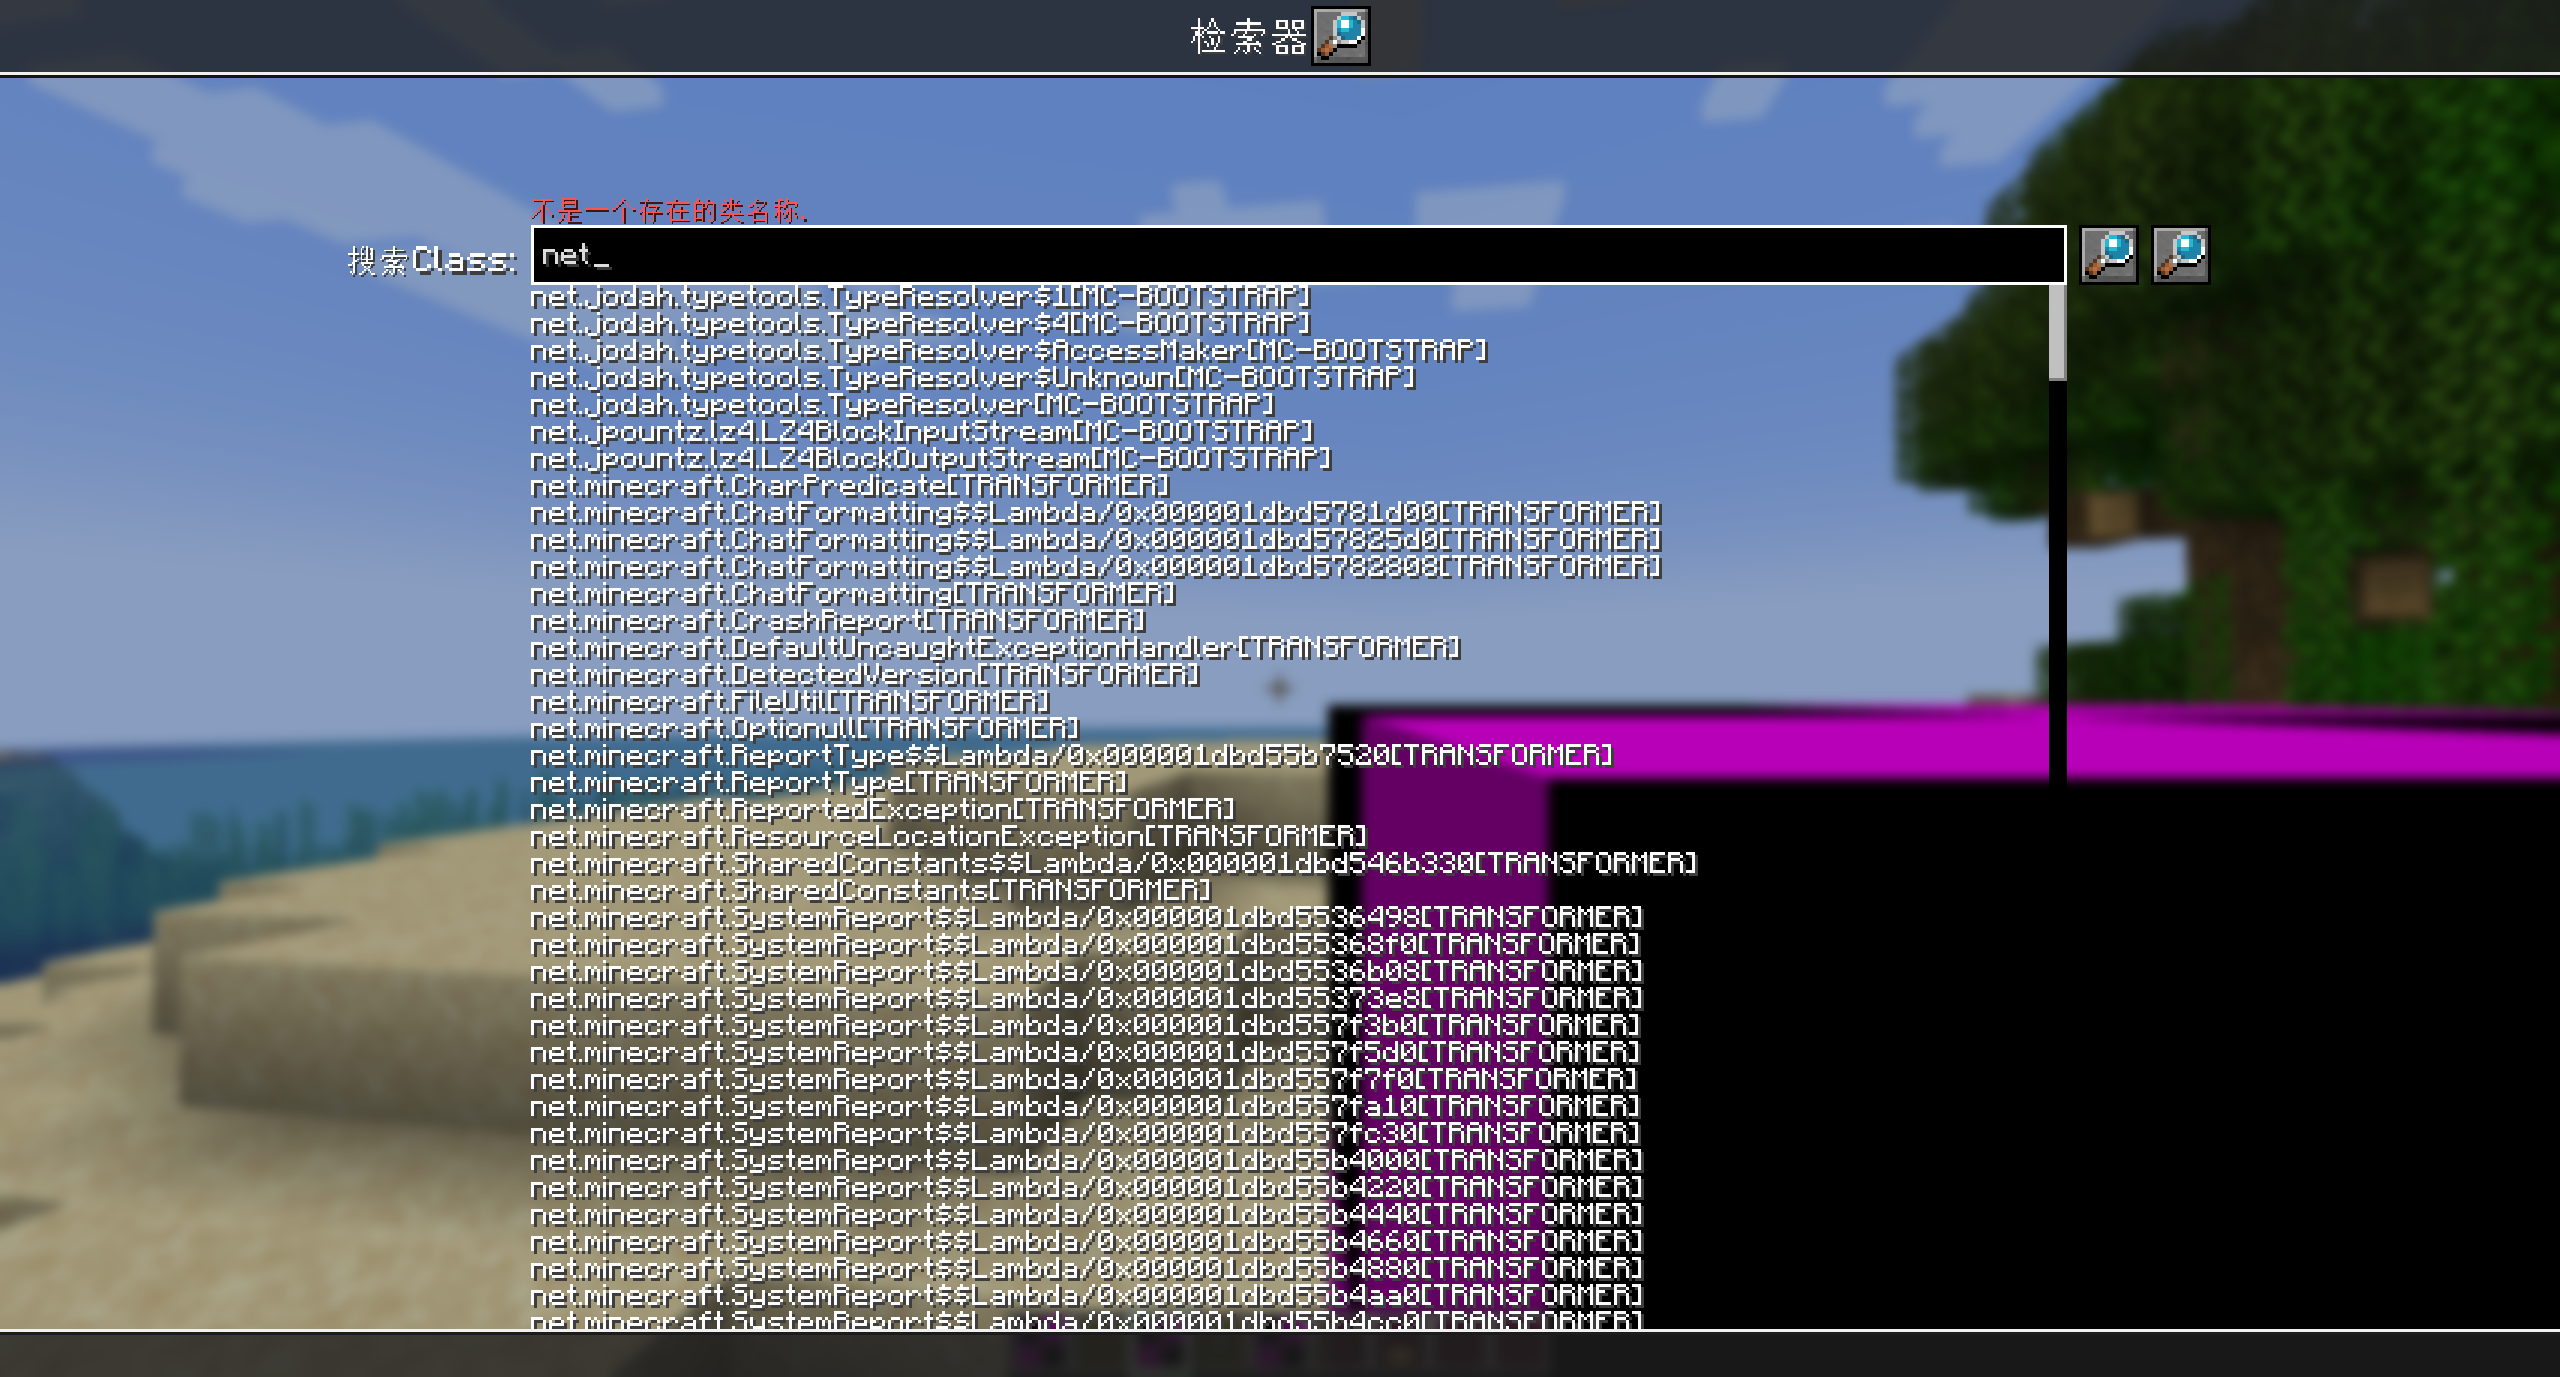 检索器
不是一个存在的类名称.
搜索Class:
net_
net.jodah.typetools.TypeResolver$1[MC-BOOTSTRAP]
net.jodah.typetools.TypeResolver$4[MC-BOOTSTRAP]
net.jodah.typetools.TypeResolver$AccessMaker[MC-BOOTSTRAP]
net.jodah.typetools.TypeResolver$Unknown[MC-BOOTSTRAP]
net.jodah.typetools.TypeResolver[MC-BOOTSTRAP]
net.jpountz.lz4.LZ4BlockInputStream[MC-BOOTSTRAP]
net.jpountz.lz4.LZ4BlockOutputStream[MC-BOOTSTRAP]
net.minecraft.CharPredicate[TRANSFORMER]
net.minecraft.ChatFormatting$$Lambda/0x000001dbd5781d00[TRANSFORMER]
net.minecraft.ChatFormatting$$Lambda/0x000001dbd57825d0[TRANSFORMER]
net.minecraft.ChatFormatting$$Lambda/0x000001dbd5782808[TRANSFORMER]
net.minecraft.ChatFormatting[TRANSFORMER]
net.minecraft.CrashReport[TRANSFORMER]
net.minecraft.DefaultUncaughtExceptionHandler[TRANSFORMER]
net.minecraft.DetectedVersion[TRANSFORMER]
net.minecraft.FileUtil[TRANSFORMER]
net.minecraft.Optionull[TRANSFORMER]
net.minecraft.ReportType$$Lambda/0x000001dbd55b7520[TRANSFORMER]
net.minecraft.ReportType[TRANSFORMER]
net.minecraft.ReportedException[TRANSFORMER]
net.minecraft.ResourceLocationException[TRANSFORMER]
net.minecraft.SharedConstants$$Lambda/0x000001dbd546b330[TRANSFORMER]
net.minecraft.SharedConstants[TRANSFORMER]
net.minecraft.SystemReport$$Lambda/0x000001dbd5536498[TRANSFORMER]
net.minecraft.SystemReport$$Lambda/0x000001dbd55368f0[TRANSFORMER]
net.minecraft.SystemReport$$Lambda/0x000001dbd5536b08[TRANSFORMER]
net.minecraft.SystemReport$$Lambda/0x000001dbd55373e8[TRANSFORMER]
net.minecraft.SystemReport$$Lambda/0x000001dbd557f3b0[TRANSFORMER]
net.minecraft.SystemReport$$Lambda/0x000001dbd557f5d0[TRANSFORMER]
net.minecraft.SystemReport$$Lambda/0x000001dbd557f7f0[TRANSFORMER]
net.minecraft.SystemReport$$Lambda/0x000001dbd557fa10[TRANSFORMER]
net.minecraft.SystemReport$$Lambda/0x000001dbd557fc30[TRANSFORMER]
net.minecraft.SystemReport$$Lambda/0x000001dbd55b4000[TRANSFORMER]
net.minecraft.SystemReport$$Lambda/0x000001dbd55b4220[TRANSFORMER]
net.minecraft.SystemReport$$Lambda/0x000001dbd55b4440[TRANSFORMER]
net.minecraft.SystemReport$$Lambda/0x000001dbd55b4660[TRANSFORMER]
net.minecraft.SystemReport$$Lambda/0x000001dbd55b4880[TRANSFORMER]
net.minecraft.SystemReport$$Lambda/0x000001dbd55b4aa0[TRANSFORMER]
net.minecraft.SystemReport$$Lambda/0x000001dbd55b4cc0[TRANSFORMER]